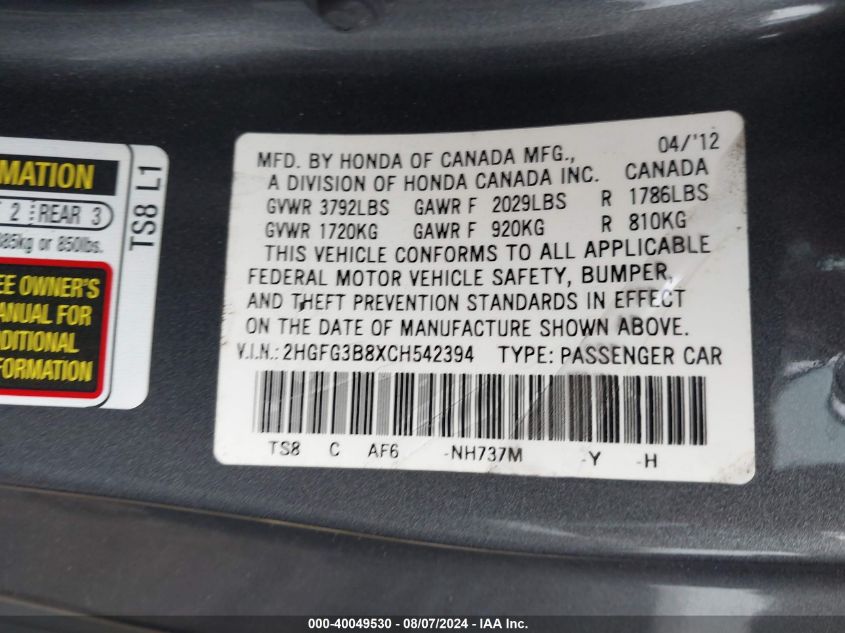 RMATION
2 REAR 3
385kg or 850lbs.
EE OWNER'S
MANUAL FOR
DDITIONAL
FORMATION
TS8 L1
04/'12
MFD. BY HONDA OF CANADA MFG.,
A DIVISION OF HONDA CANADA INC. CANADA
GVWR 3792LBS GAWR F 2029LBS R 1786LBS
GVWR 1720KG GAWR F 920KG R 810KG
THIS VEHICLE CONFORMS TO ALL APPLICABLE
FEDERAL MOTOR VEHICLE SAFETY, BUMPER,
AND THEFT PREVENTION STANDARDS IN EFFECT
ON THE DATE OF MANUFACTURE SHOWN ABOVE.
V.I.N.: 2HGFG3B8XCH542394 TYPE: PASSENGER CAR
TS8 C AF6 -NH737M -Y -H
000-40049530 - 08/07/2024 - IAA Inc.